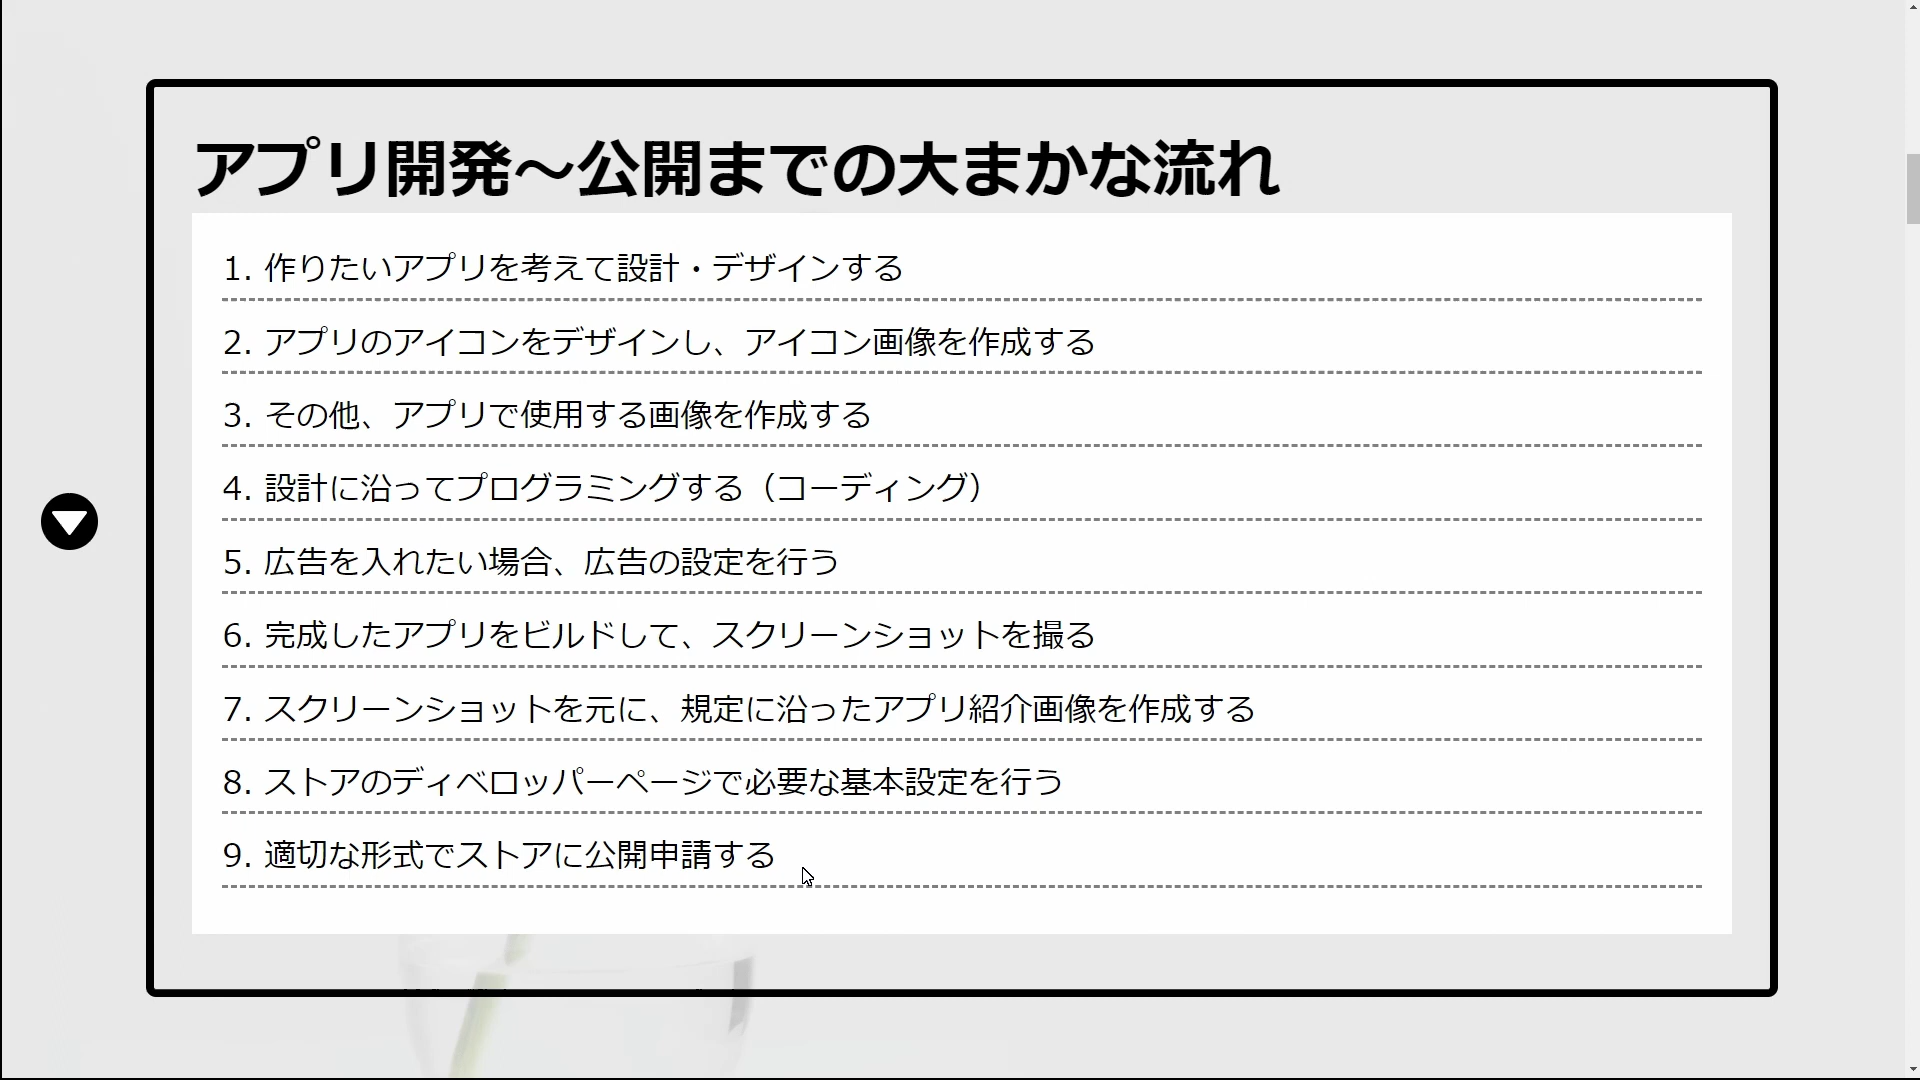 アプリ開発～公開までの大まかな流れ
1. 作りたいアプリを考えて設計・デザインする
2. アプリのアイコンをデザインし、アイコン画像を作成する
3. その他、アプリで使用する画像を作成する
4. 設計に沿ってプログラミングする（コーディング）
5. 広告を入れたい場合、広告の設定を行う
6. 完成したアプリをビルドして、スクリーンショットを撮る
7. スクリーンショットを元に、規定に沿ったアプリ紹介画像を作成する
8. ストアのディベロッパーページで必要な基本設定を行う
9. 適切な形式でストアに公開申請する